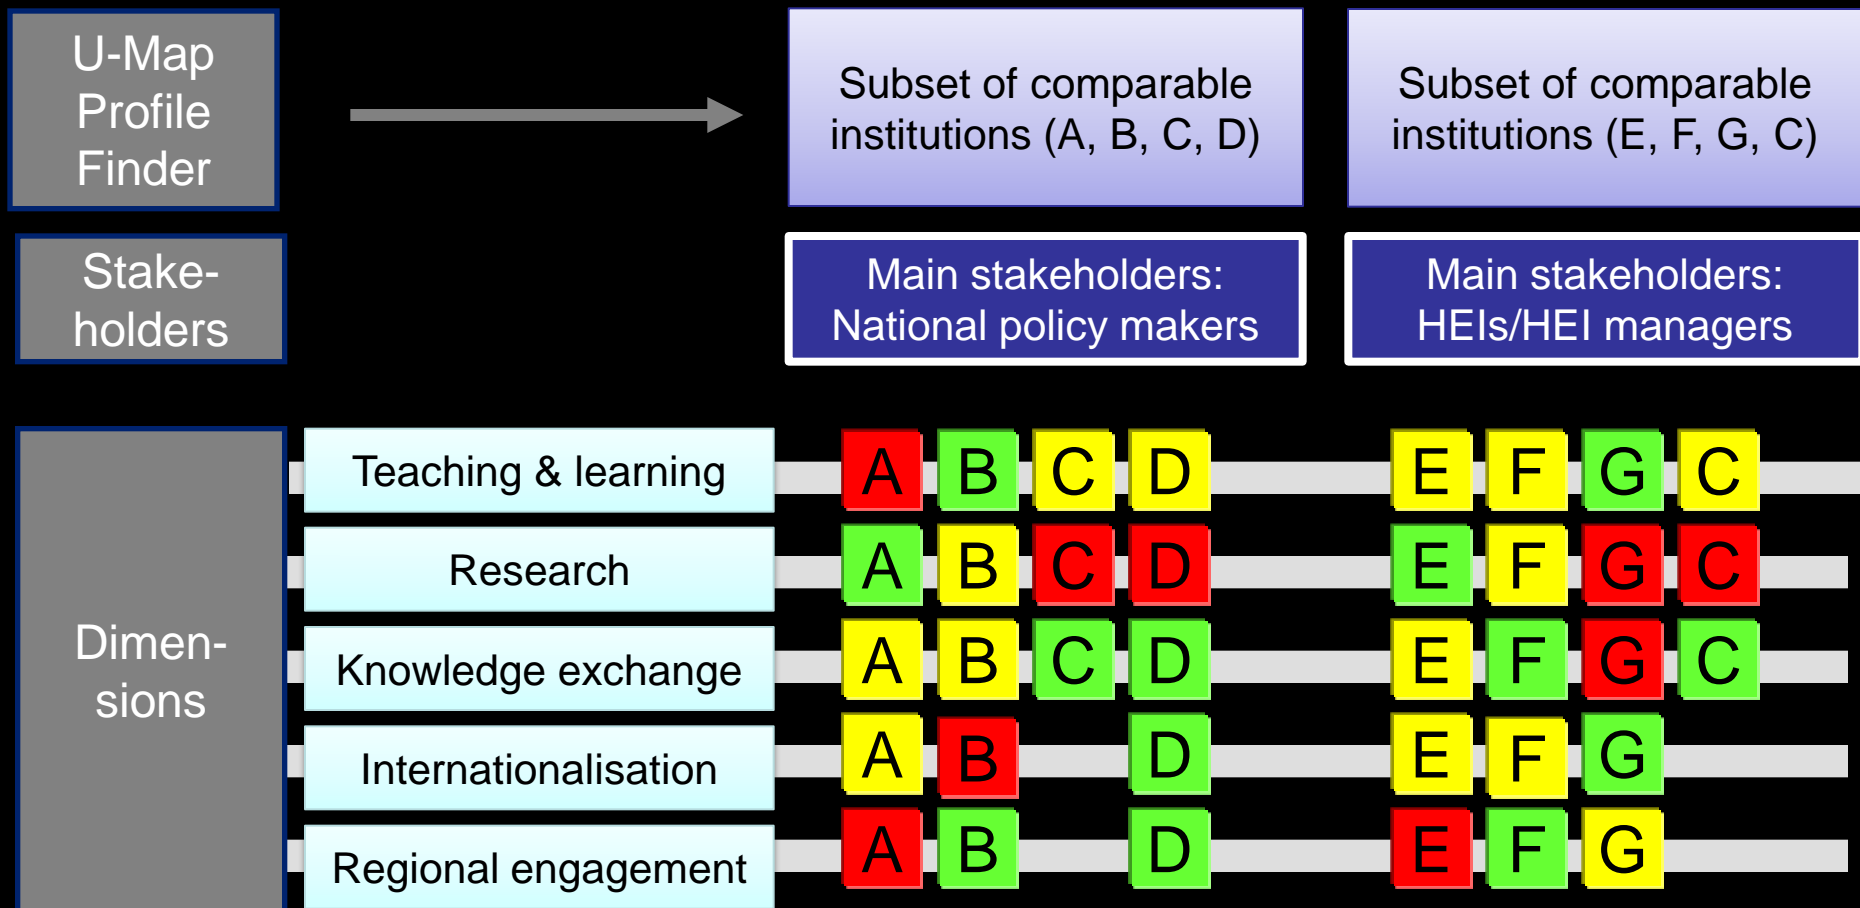 U-Map
Profile
Finder
Subset of comparable
institutions (A, B, C, D)
Subset of comparable
institutions (E, F, G, C)
Stake-
holders
Main stakeholders:
National policy makers
Main stakeholders:
HEIs/HEI managers
Dimen-
sions
Teaching & learning
A B C D
E F G C
Research
A B C D
E F G C
Knowledge exchange
A B C D
E F G C
Internationalisation
A B D
E F G
Regional engagement
A B D
E F G